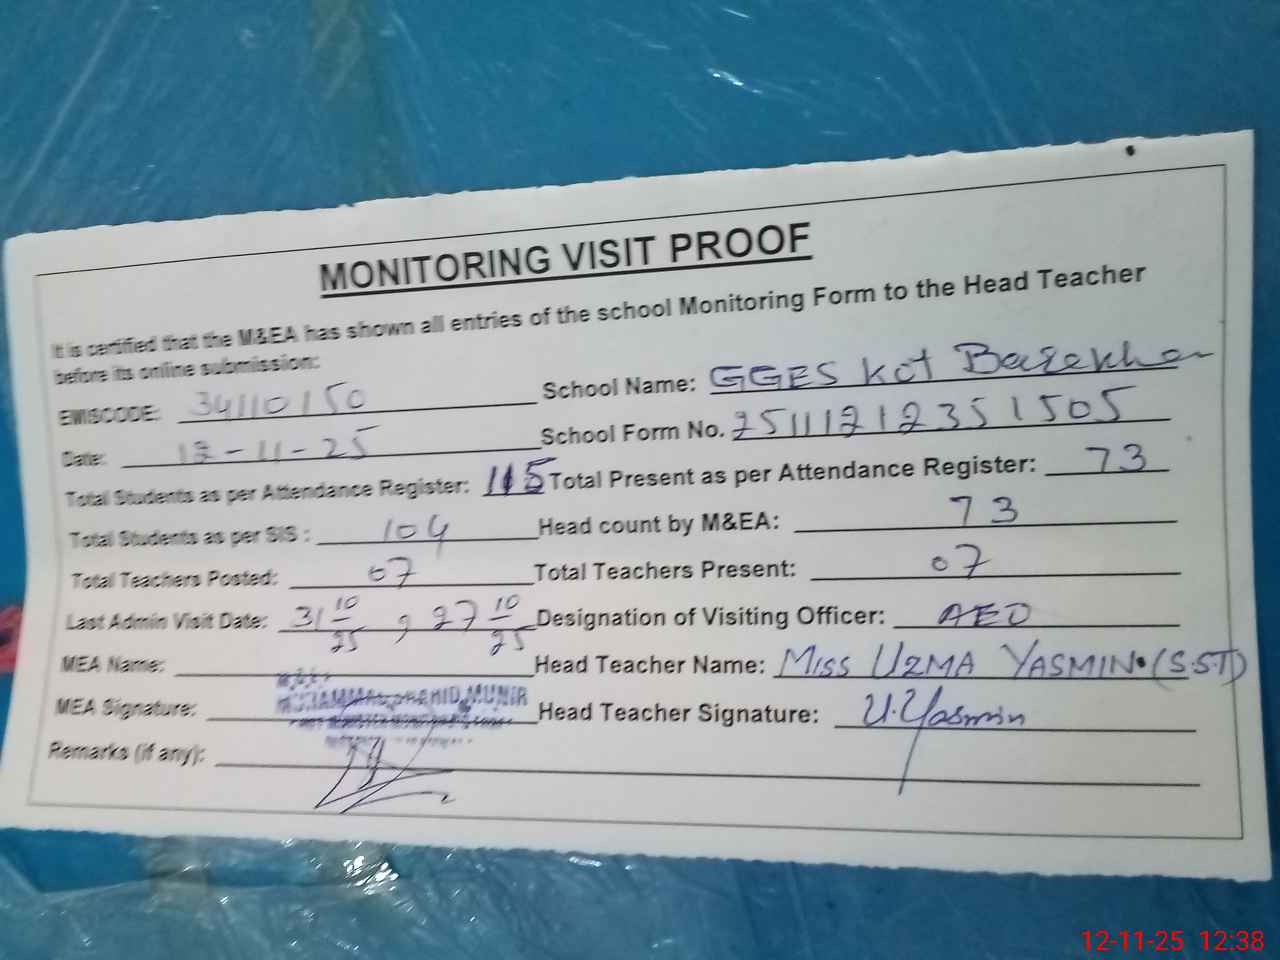 MONITORING VISIT PROOF
It is certified that the M&EA has shown all entries of the school Monitoring Form to the Head Teacher
before its online submission:
EMISCODE: 34110150 School Name: GGES Kot
Date: 12-11-25 School Form No. 2511121235 1505
Total Students as per Attendance Register: 115 Total Present as per Attendance Register: 73
Total Students as per SIS : 104 Head count by M&EA: 73
Total Teachers Posted: 07 Total Teachers Present: 07
Last Admin Visit Date: 31 10/25 , 27 10/25 Designation of Visiting Officer: AEO
MEA Name: Head Teacher Name: MISS UZMA YASMIN. (S.S.T)
MEA Signature: MUNIR Head Teacher Signature: U.Yasmin
Remarks (if any):
12-11-25 12:38